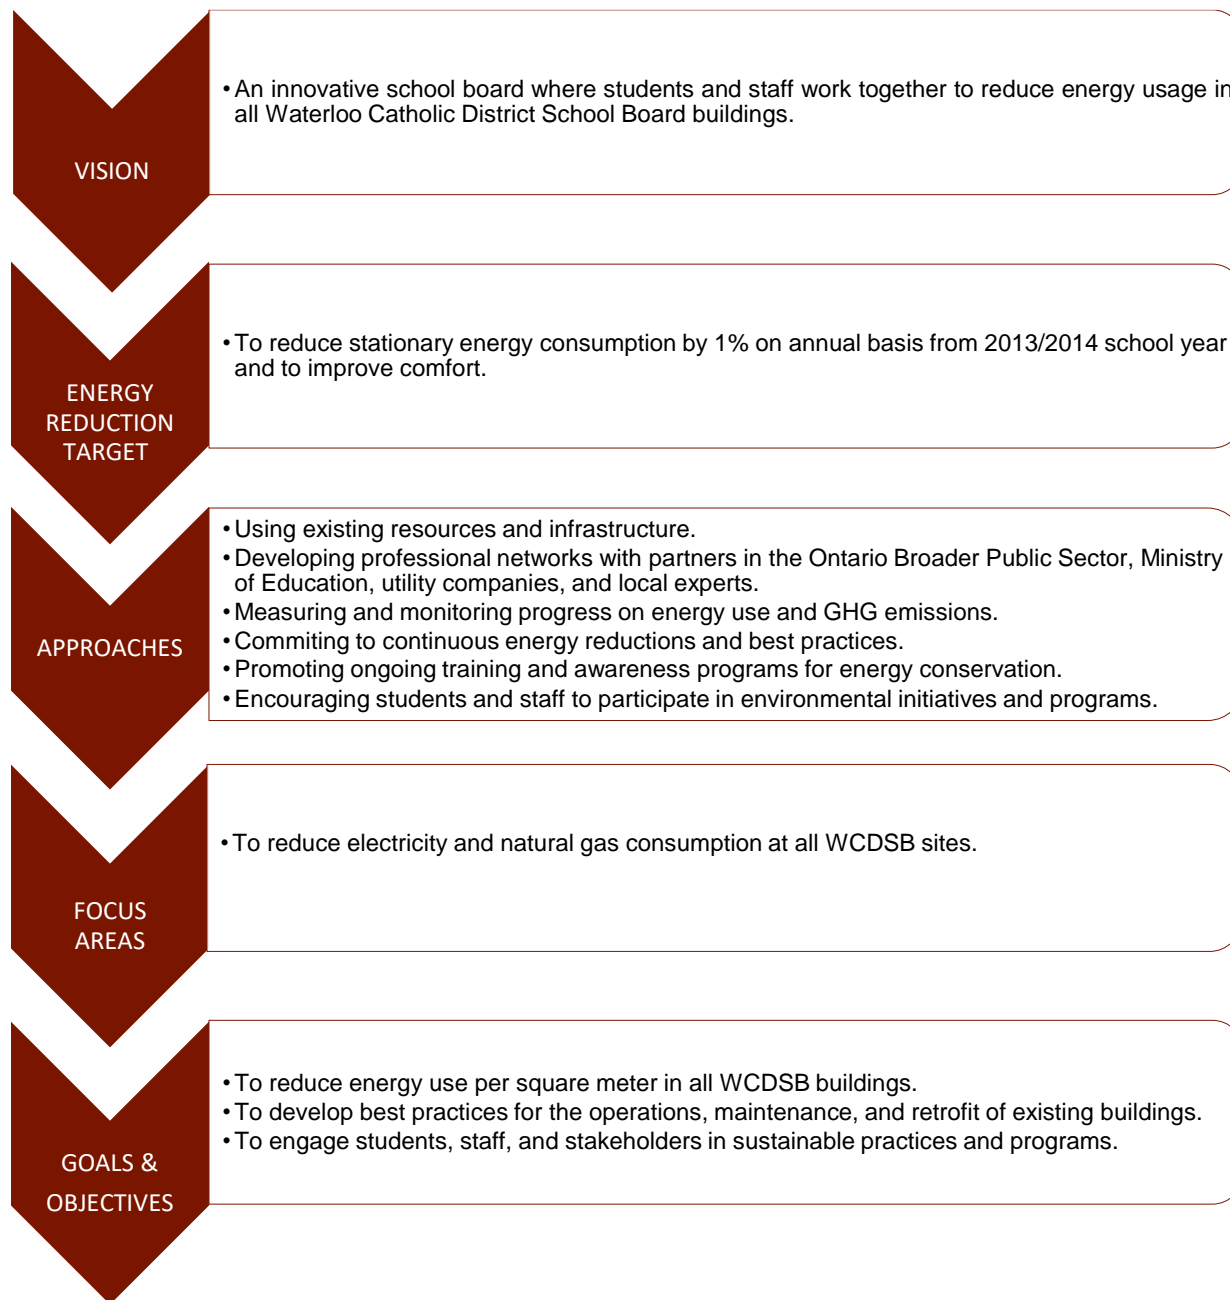 VISION
• An innovative school board where students and staff work together to reduce energy usage in
all Waterloo Catholic District School Board buildings.
ENERGY
REDUCTION
TARGET
• To reduce stationary energy consumption by 1% on annual basis from 2013/2014 school year
and to improve comfort.
APPROACHES
• Using existing resources and infrastructure.
• Developing professional networks with partners in the Ontario Broader Public Sector, Ministry
of Education, utility companies, and local experts.
• Measuring and monitoring progress on energy use and GHG emissions.
• Commiting to continuous energy reductions and best practices.
• Promoting ongoing training and awareness programs for energy conservation.
• Encouraging students and staff to participate in environmental initiatives and programs.
FOCUS
AREAS
• To reduce electricity and natural gas consumption at all WCDSB sites.
GOALS &
OBJECTIVES
• To reduce energy use per square meter in all WCDSB buildings.
• To develop best practices for the operations, maintenance, and retrofit of existing buildings.
• To engage students, staff, and stakeholders in sustainable practices and programs.